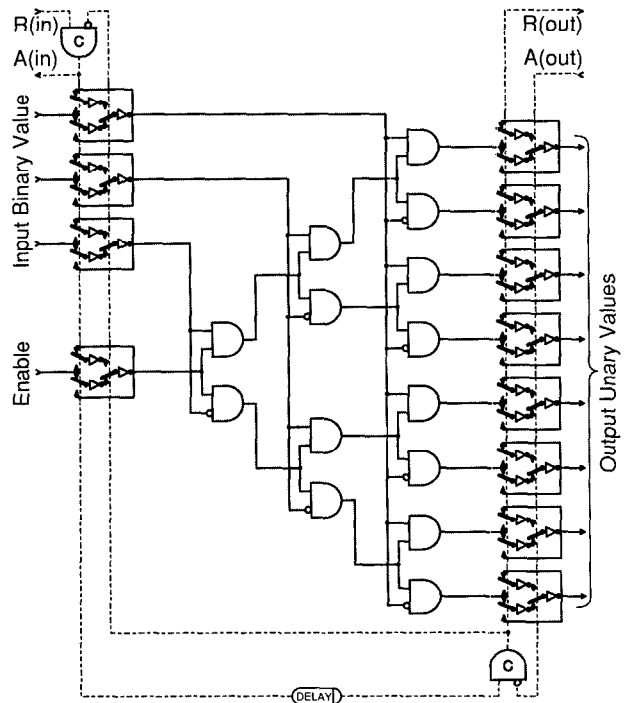 R(in)
C
A(in)
Input Binary Value
Enable
R(out)
A(out)
Output Unary Values
C
DELAY